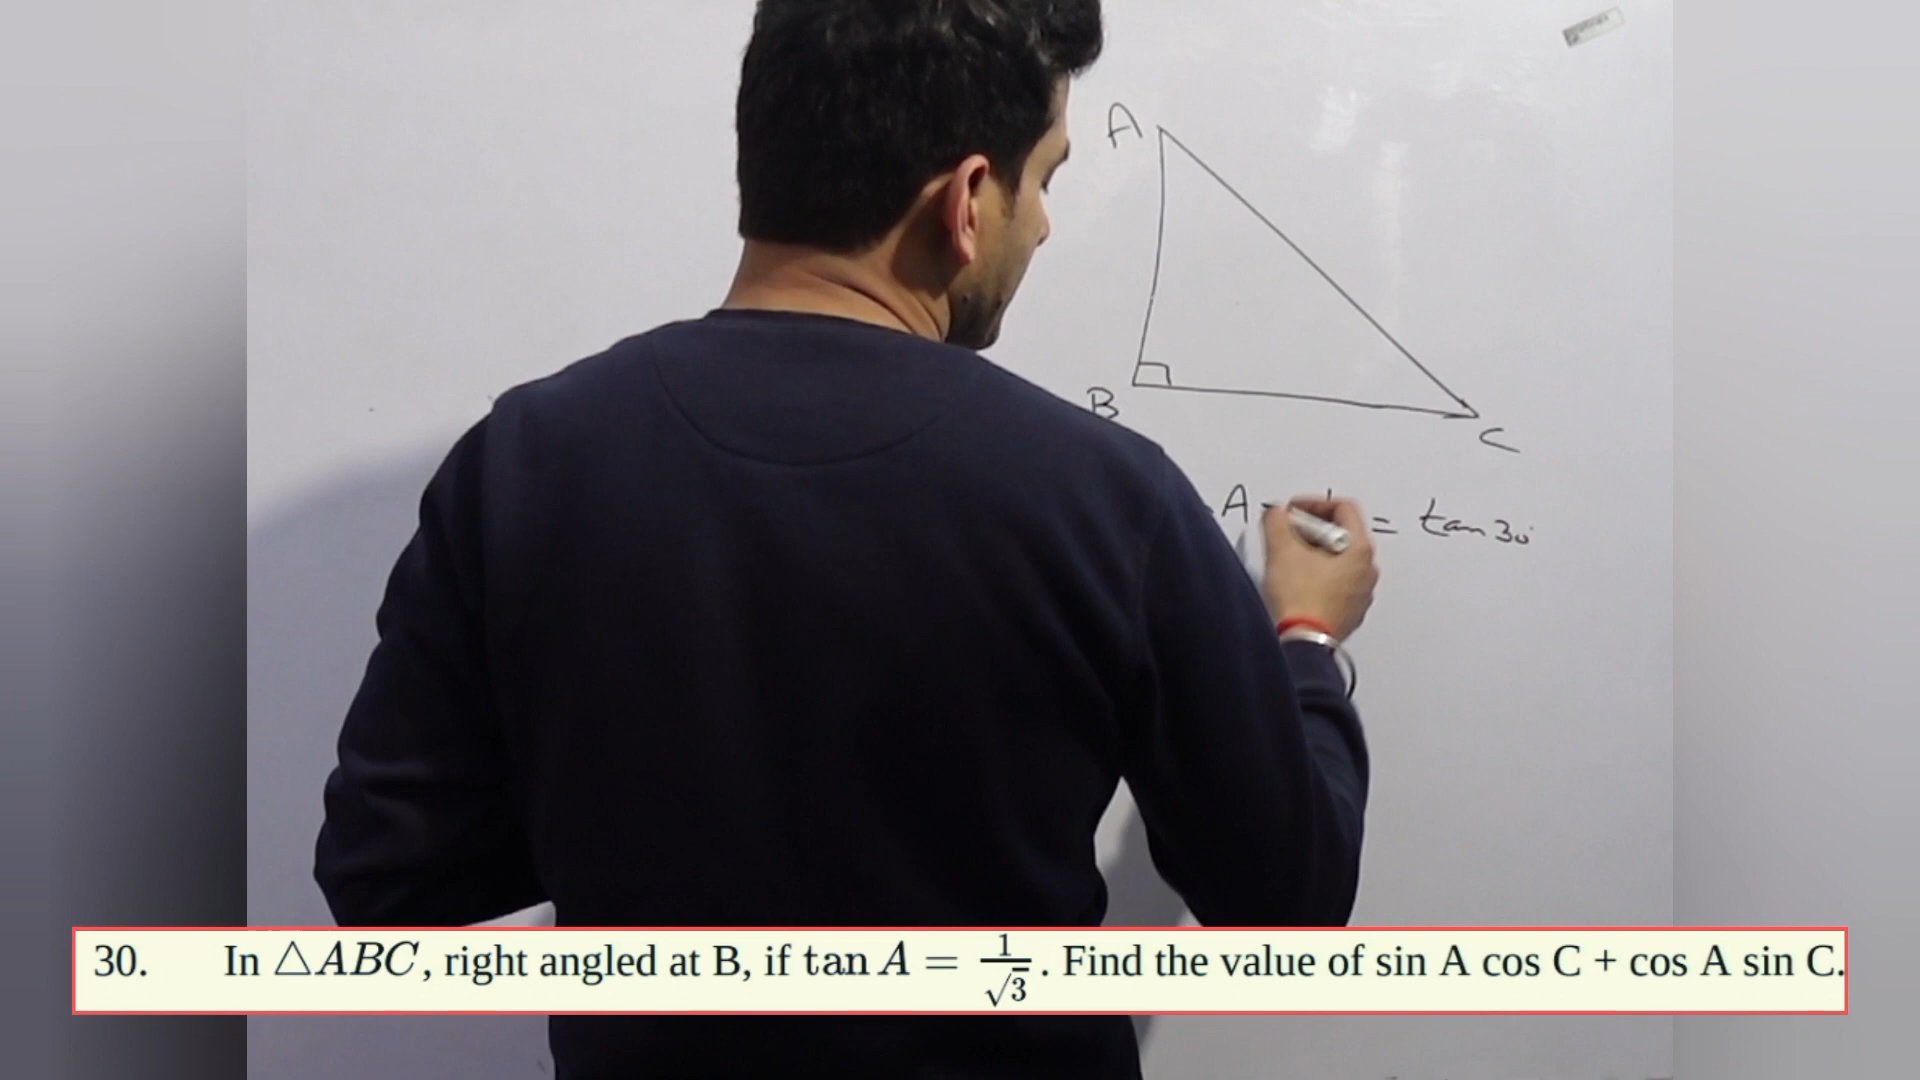 A
B
C
A = tan 30°
30. In △ABC, right angled at B, if tan A = 1/√3. Find the value of sin A cos C + cos A sin C.